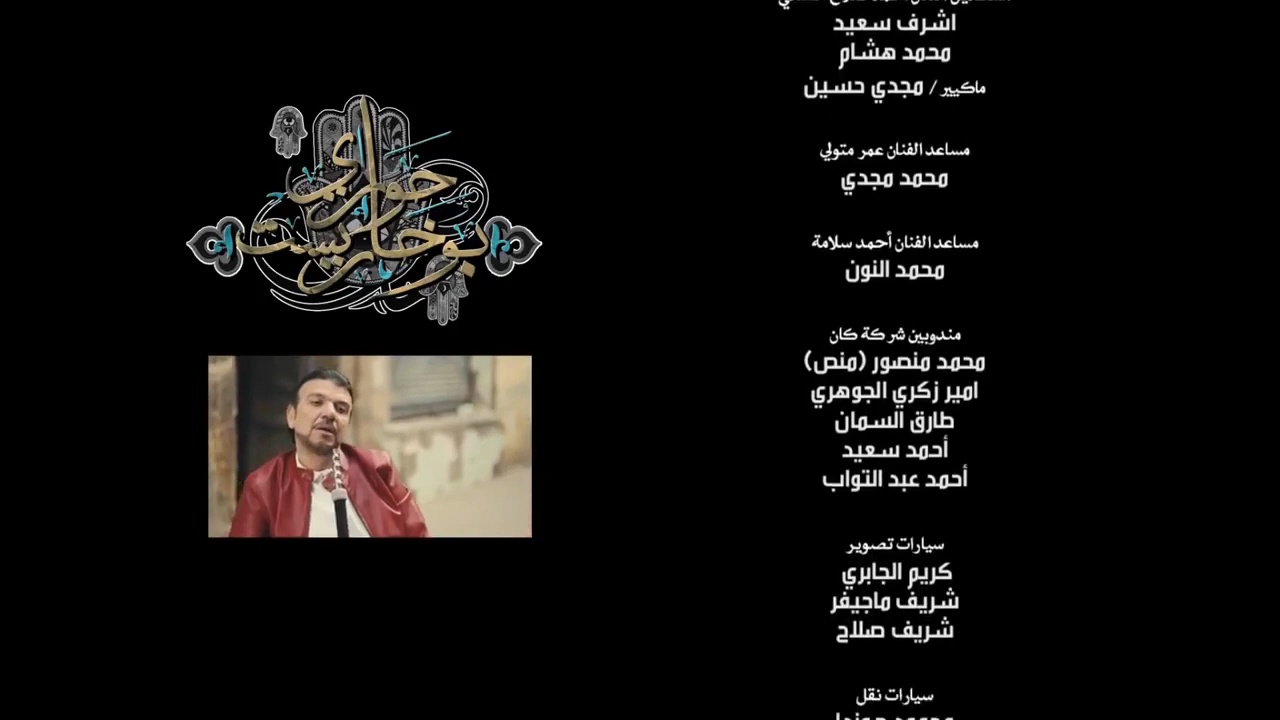 حواري
بوخاريست
اشرف سعيد
محمد هشام
ماكيير / مجدي حسين
مساعد الفنان عمر متولي
محمد مجدي
مساعد الفنان أحمد سلامة
محمد النون
مندوبين شركة كان
محمد منصور (منص)
امير زكري الجوهري
طارق السمان
أحمد سعيد
أحمد عبد التواب
سيارات تصوير
كريم الجابري
شريف ماجيفر
شريف صلاح
سيارات نقل